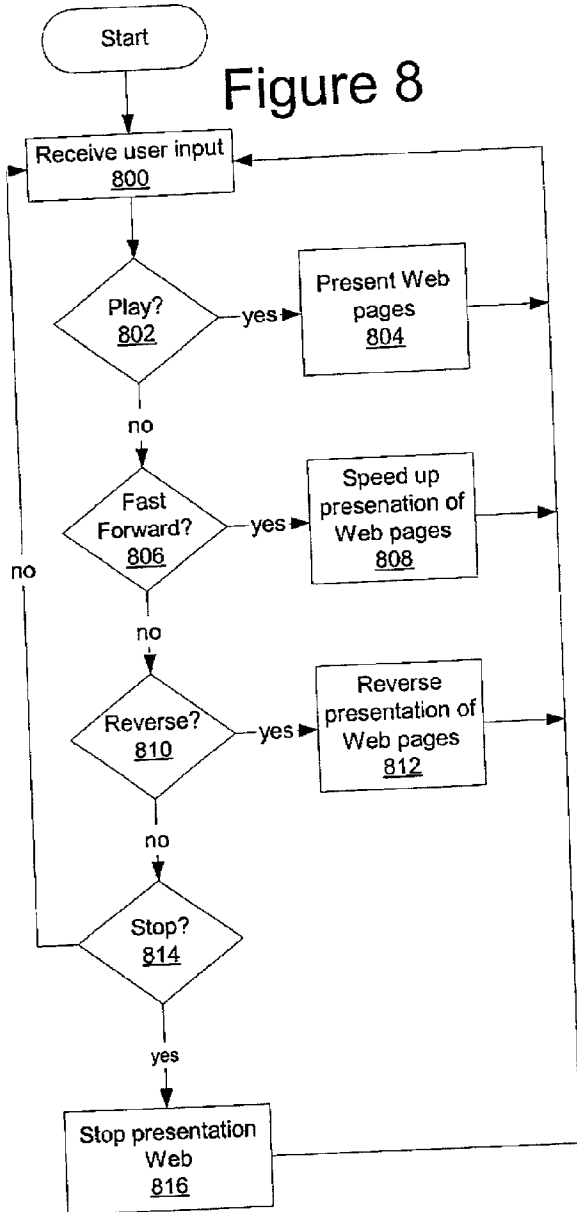 Start
Figure 8
Receive user input
800
Play?
802
yes
Present Web
pages
804
no
Fast
Forward?
806
yes
Speed up
presenation of
Web pages
808
no
no
Reverse?
810
yes
Reverse
presentation of
Web pages
812
no
Stop?
814
yes
Stop presentation
Web
816